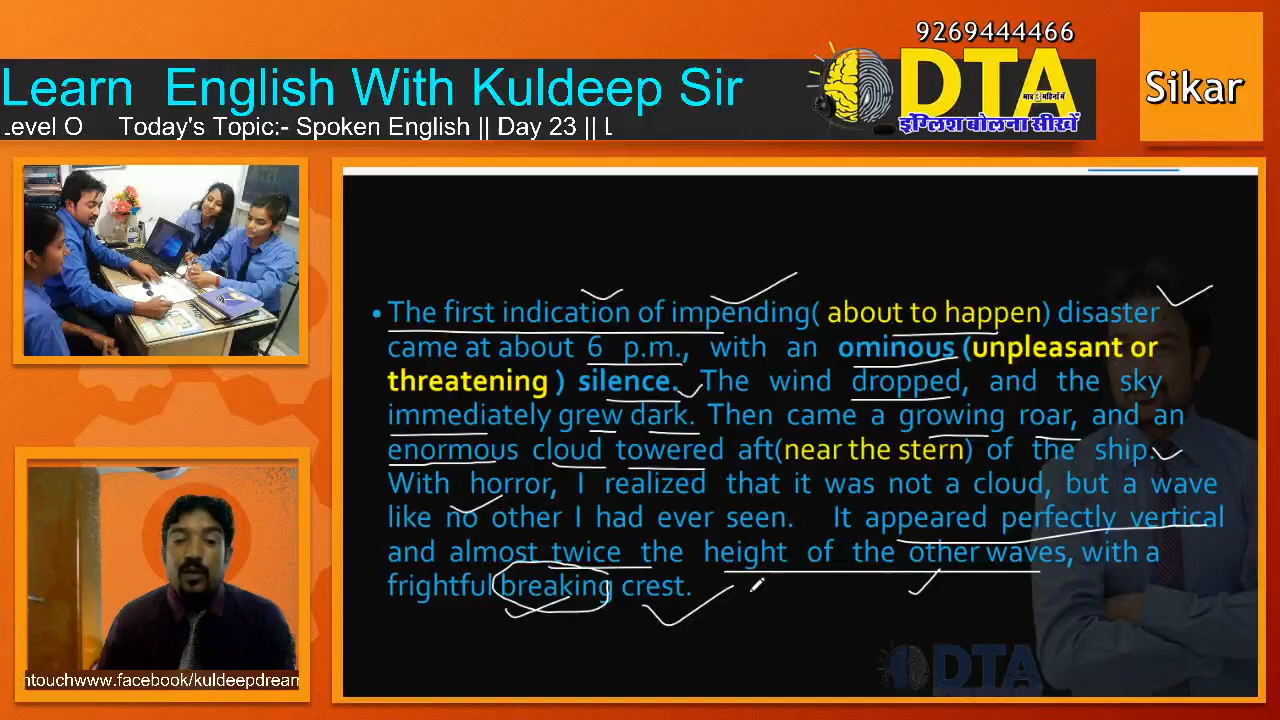 9269444466
Learn English With Kuldeep Sir
DTA
Sikar
मात्र 3 महिनों में
इंग्लिश बोलना सीखें
Level O Today's Topic:- Spoken English || Day 23 || L
• The first indication of impending( about to happen) disaster
came at about 6 p.m., with an ominous (unpleasant or
threatening ) silence. The wind dropped, and the sky
immediately grew dark. Then came a growing roar, and an
enormous cloud towered aft(near the stern) of the ship.
With horror, I realized that it was not a cloud, but a wave
like no other I had ever seen. It appeared perfectly vertical
and almost twice the height of the other waves, with a
frightful breaking crest.
DTA
ntouchwww.facebook/kuldeepdream